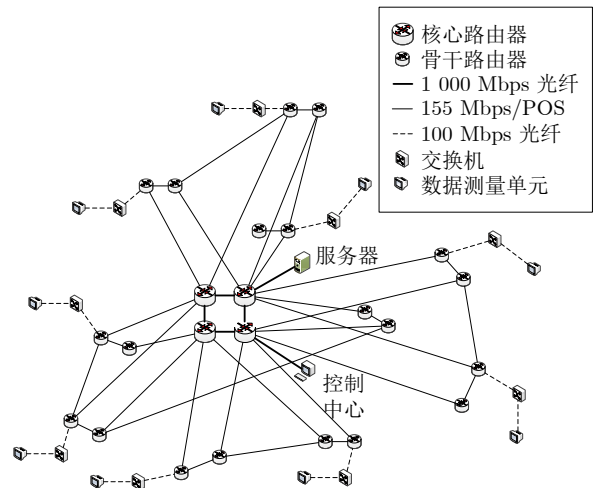 核心路由器
骨干路由器
1 000 Mbps 光纤
155 Mbps/POS
100 Mbps 光纤
交换机
数据测量单元
服务器
控制
中心